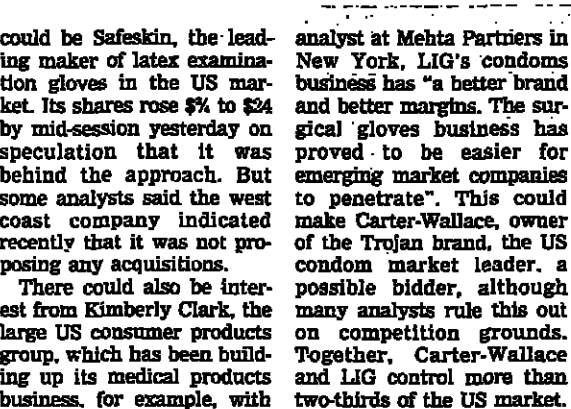 could be Safeskin, the lead-
ing maker of latex examina-
tion gloves in the US mar-
ket. Its shares rose $¾ to $24
by mid-session yesterday on
speculation that it was
behind the approach. But
some analysts said the west
coast company indicated
recently that it was not pro-
posing any acquisitions.
There could also be inter-
est from Kimberly Clark, the
large US consumer products
group, which has been build-
ing up its medical products
business, for example, with
analyst at Mehta Partners in
New York, LIG's condoms
business has "a better brand
and better margins. The sur-
gical gloves business has
proved to be easier for
emerging market companies
to penetrate". This could
make Carter-Wallace, owner
of the Trojan brand, the US
condom market leader, a
possible bidder, although
many analysts rule this out
on competition grounds.
Together, Carter-Wallace
and LIG control more than
two-thirds of the US market.